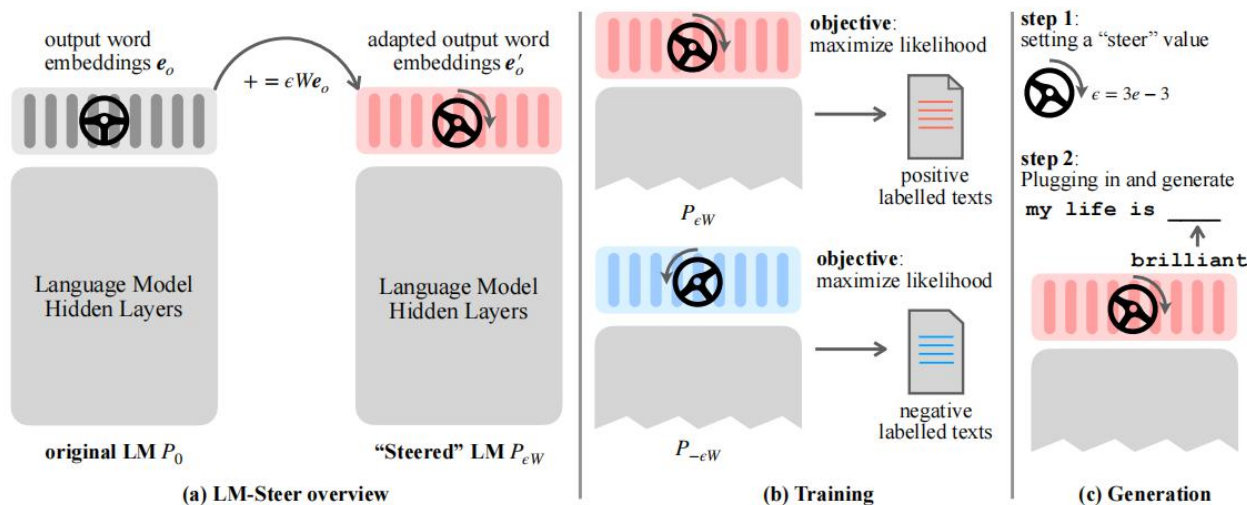 output word
embeddings e_o
+ = ϵWe_o
adapted output word
embeddings e′_o
Language Model
Hidden Layers
Language Model
Hidden Layers
original LM P_0
“Steered” LM P_ϵW
(a) LM-Steer overview
objective:
maximize likelihood
positive
labelled texts
P_ϵW
objective:
maximize likelihood
negative
labelled texts
P_−ϵW
(b) Training
step 1:
setting a “steer” value
ϵ = 3e − 3
step 2:
Plugging in and generate
my life is ____
brilliant
(c) Generation